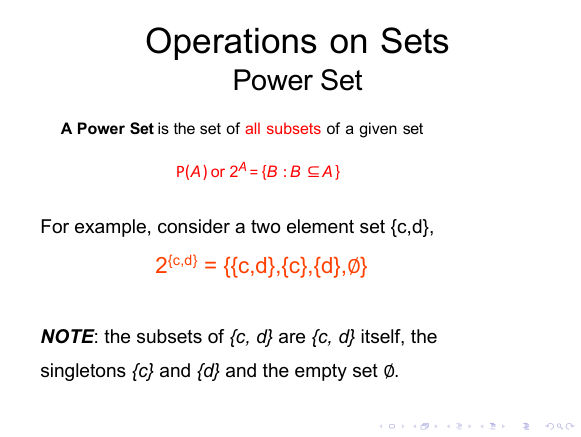 Operations on Sets
Power Set
A Power Set is the set of all subsets of a given set
P(A) or 2^A = {B : B ⊆ A}
For example, consider a two element set {c,d},
2^{c,d} = {{c,d},{c},{d},∅}
NOTE: the subsets of {c, d} are {c, d} itself, the
singletons {c} and {d} and the empty set ∅.